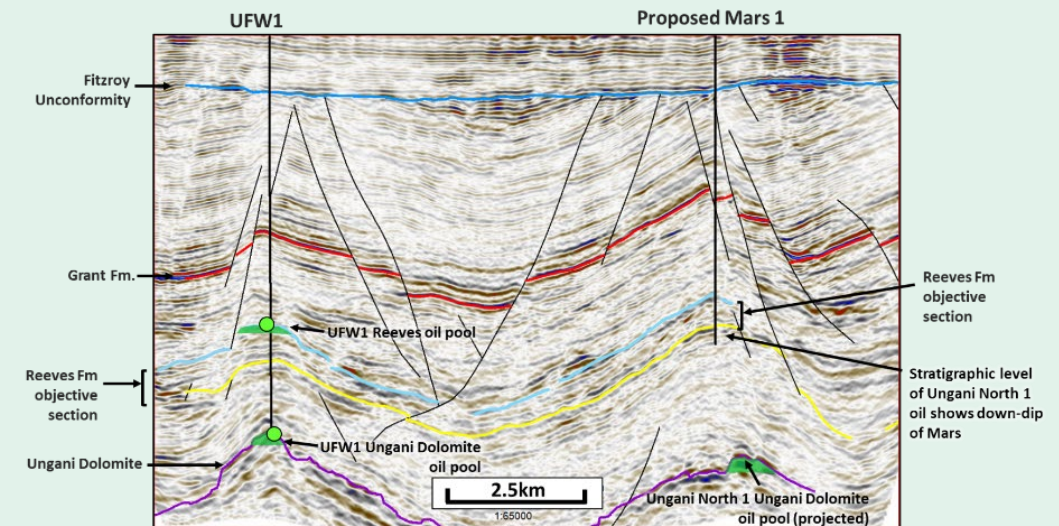 UFW1
Proposed Mars 1
Fitzroy
Unconformity
Grant Fm.
Reeves Fm
objective
section
UFW1 Reeves oil pool
Reeves Fm
objective
section
Stratigraphic level
of Ungani North 1
oil shows down-dip
of Mars
UFW1 Ungani Dolomite
oil pool
Ungani Dolomite
2.5km
1:65000
Ungani North 1 Ungani Dolomite
oil pool (projected)